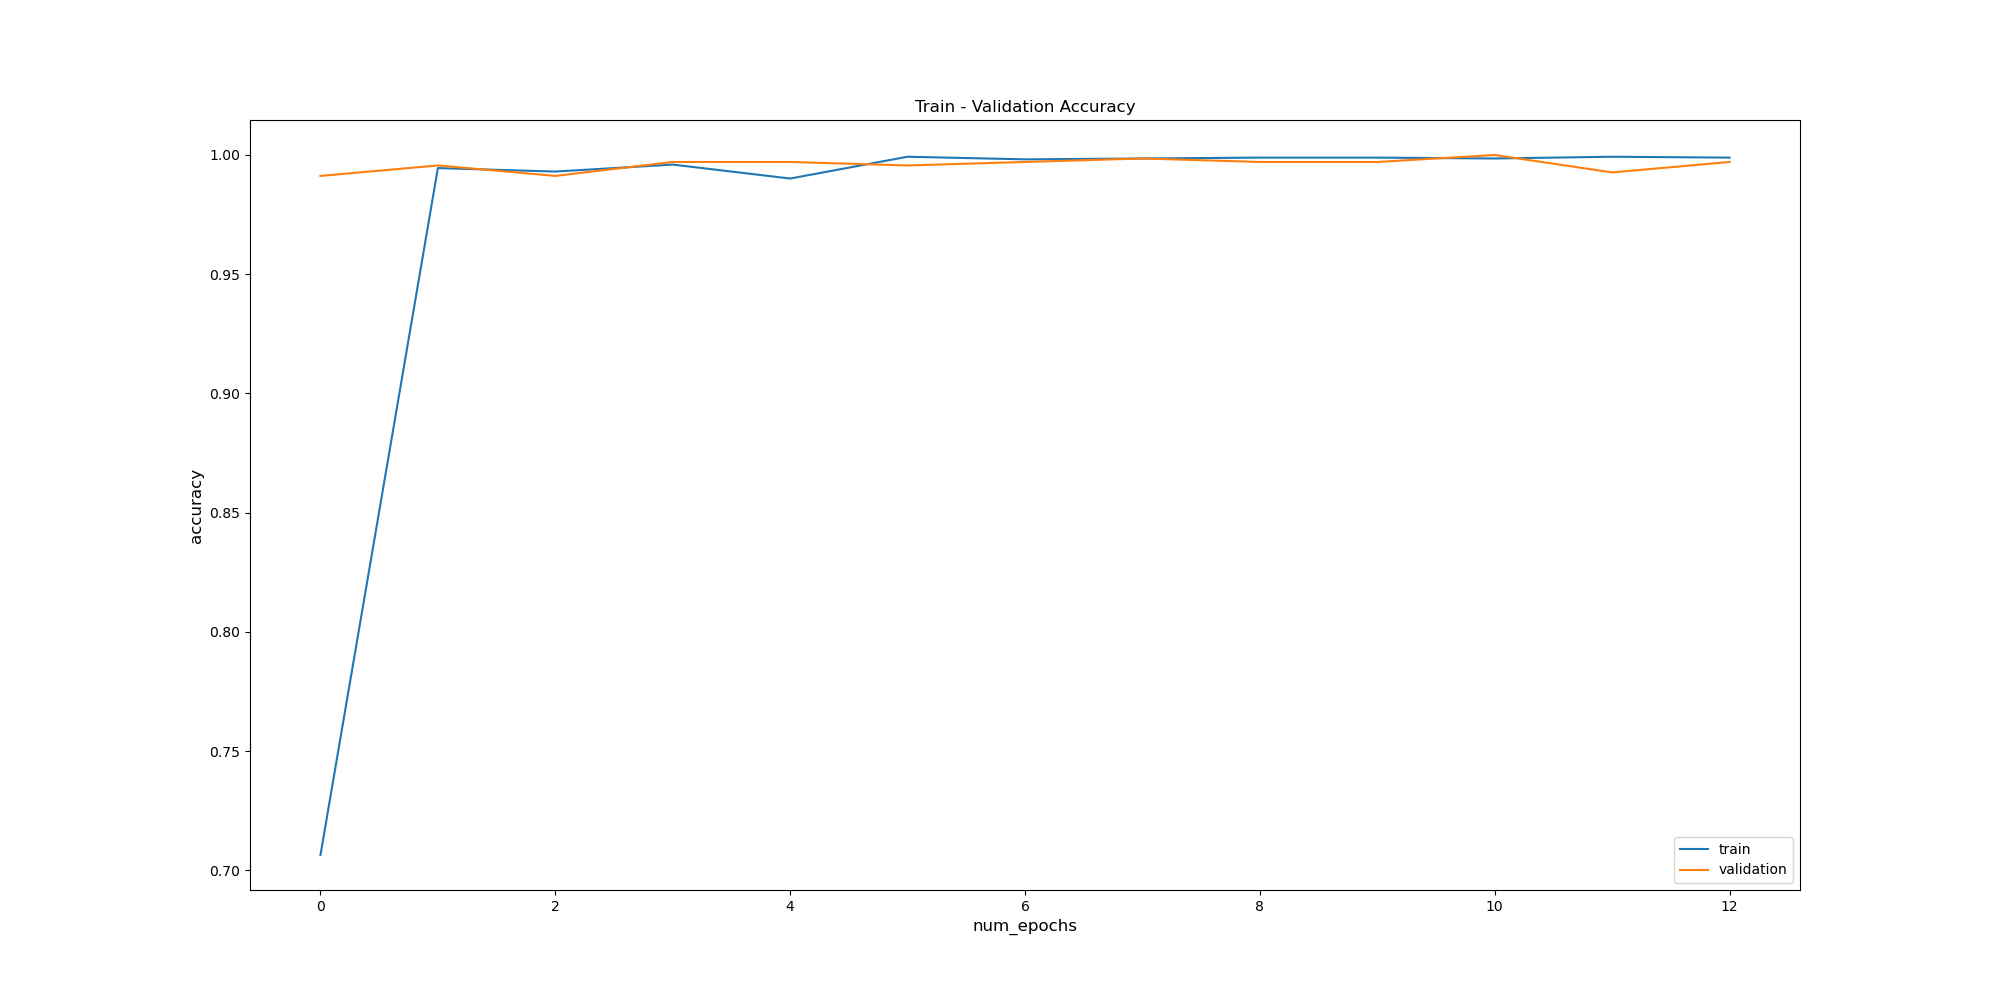 Train - Validation Accuracy
1.00
0.95
0.90
0.85
0.80
0.75
0.70
accuracy
0 2 4 6 8 10 12
num_epochs
train
validation